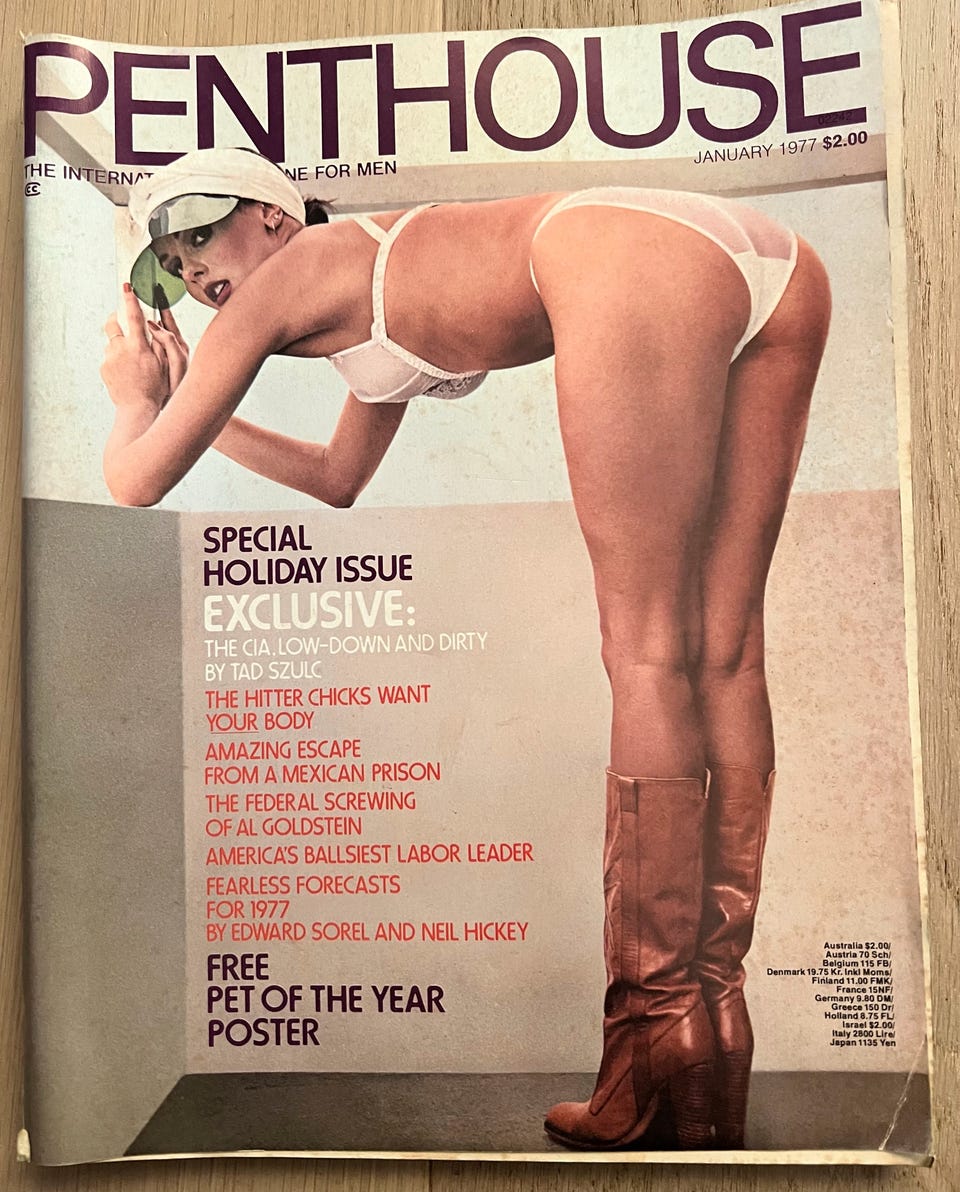 PENTHOUSE
THE INTERNAT NE FOR MEN
JANUARY 1977 $2.00
02242
CC
SPECIAL
HOLIDAY ISSUE
EXCLUSIVE:
THE CIA. LOW-DOWN AND DIRTY
BY TAD SZULC
THE HITTER CHICKS WANT
YOUR BODY
AMAZING ESCAPE
FROM A MEXICAN PRISON
THE FEDERAL SCREWING
OF AL GOLDSTEIN
AMERICA'S BALLSIEST LABOR LEADER
FEARLESS FORECASTS
FOR 1977
BY EDWARD SOREL AND NEIL HICKEY
FREE
PET OF THE YEAR
POSTER
Australia $2.00/
Austria 70 Sch/
Belgium 115 FB/
Denmark 19.75 Kr. Inkl Moms/
Finland 11.00 FMK/
France 15NF/
Germany 9.80 DM/
Greece 150 Dr/
Holland 8.75 FL/
Israel $2.00/
Italy 2800 Lire/
Japan 1135 Yen